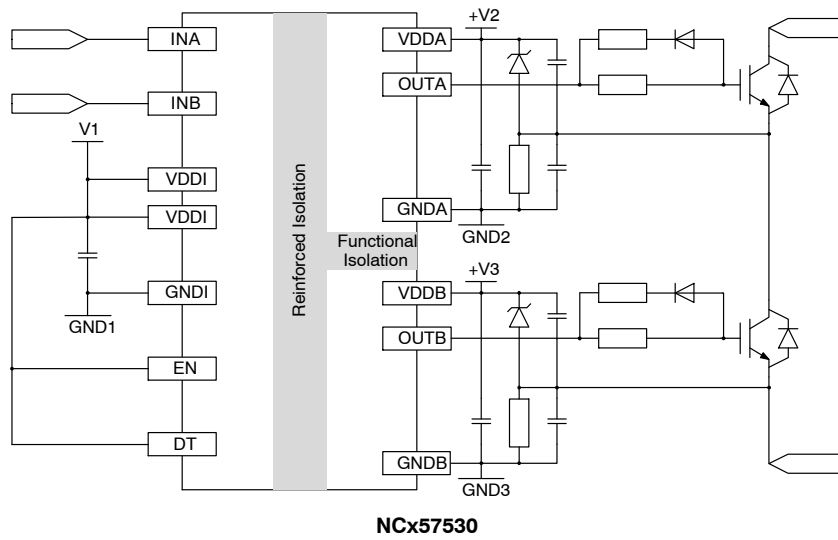 INA
INB
V1
VDDI
VDDI
GNDI
GND1
EN
DT
Reinforced Isolation
Functional
Isolation
+V2
VDDA
OUTA
GNDA
GND2
+V3
VDDB
OUTB
GNDB
GND3
NCx57530